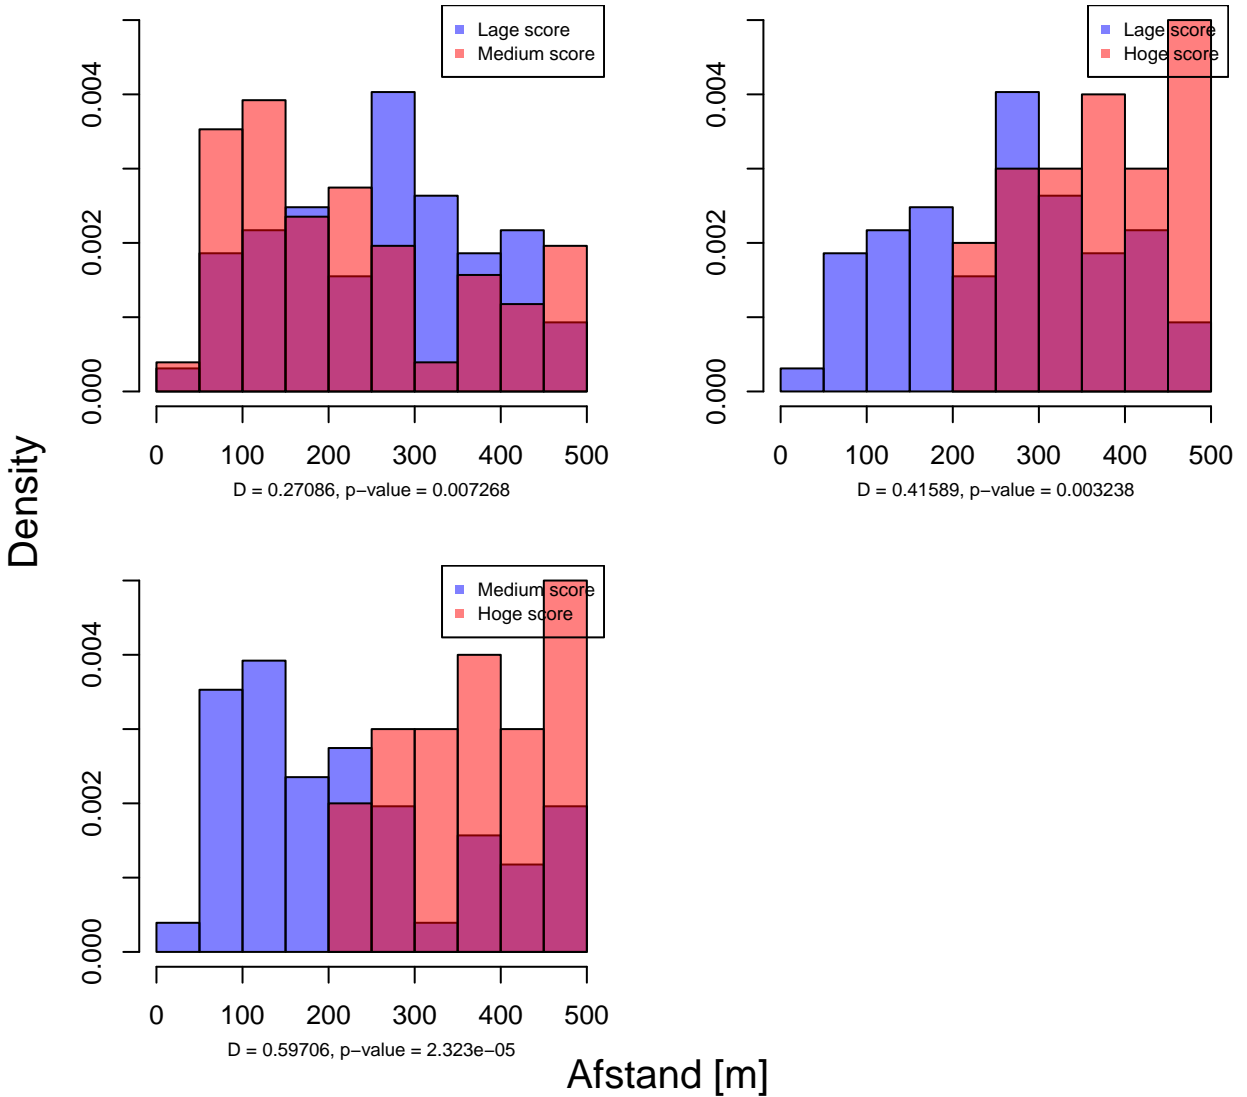 Lage score
Medium score
0.000 0.002 0.004
0 100 200 300 400 500
D = 0.27086, p−value = 0.007268
Lage score
Hoge score
0.000 0.002 0.004
0 100 200 300 400 500
D = 0.41589, p−value = 0.003238
Density
Medium score
Hoge score
0.000 0.002 0.004
0 100 200 300 400 500
D = 0.59706, p−value = 2.323e−05
Afstand [m]